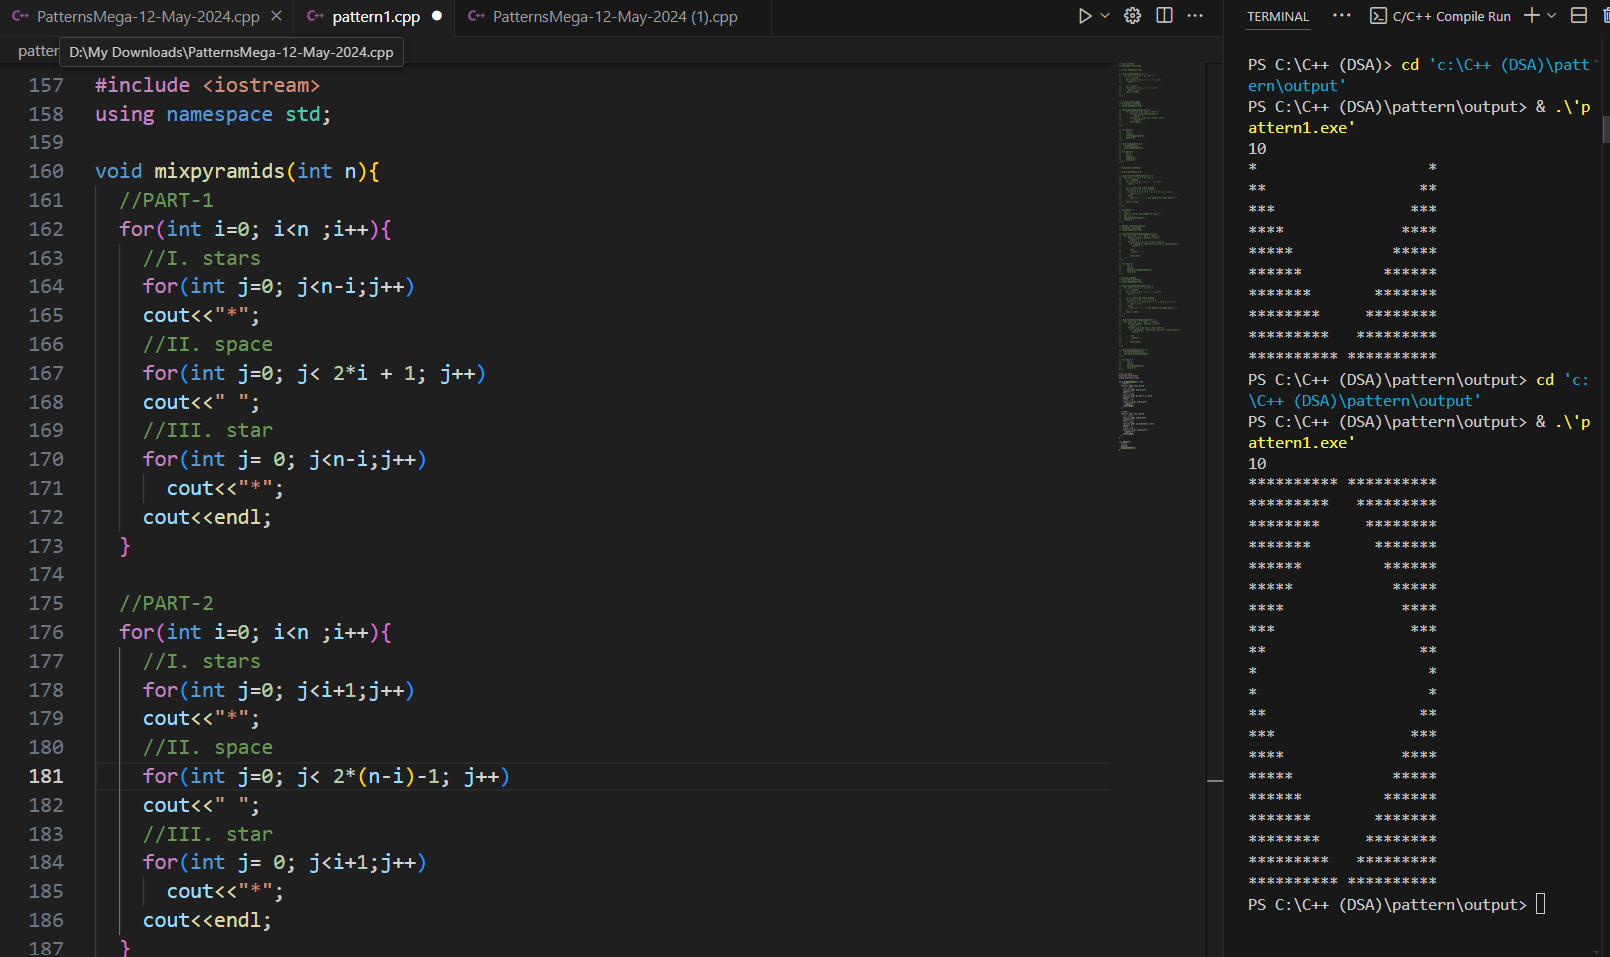 PatternsMega-12-May-2024.cpp
pattern1.cpp
PatternsMega-12-May-2024 (1).cpp
patter
D:\My Downloads\PatternsMega-12-May-2024.cpp
157 #include <iostream>
158 using namespace std;
159
160 void mixpyramids(int n){
161   //PART-1
162   for(int i=0; i<n ;i++){
163     //I. stars
164     for(int j=0; j<n-i;j++)
165     cout<<"*";
166     //II. space
167     for(int j=0; j< 2*i + 1; j++)
168     cout<<" ";
169     //III. star
170     for(int j= 0; j<n-i;j++)
171       cout<<"*";
172     cout<<endl;
173   }
174
175   //PART-2
176   for(int i=0; i<n ;i++){
177     //I. stars
178     for(int j=0; j<i+1;j++)
179     cout<<"*";
180     //II. space
181     for(int j=0; j< 2*(n-i)-1; j++)
182     cout<<" ";
183     //III. star
184     for(int j= 0; j<i+1;j++)
185       cout<<"*";
186     cout<<endl;
187   }
TERMINAL
C/C++ Compile Run
PS C:\C++ (DSA)> cd 'c:\C++ (DSA)\patt
ern\output'
PS C:\C++ (DSA)\pattern\output> & .\'p
attern1.exe'
10
*                   *
**                 **
***               ***
****             ****
*****           *****
******         ******
*******       *******
********     ********
*********   *********
********** **********
PS C:\C++ (DSA)\pattern\output> cd 'c:
\C++ (DSA)\pattern\output'
PS C:\C++ (DSA)\pattern\output> & .\'p
attern1.exe'
10
********** **********
*********   *********
********     ********
*******       *******
******         ******
*****           *****
****             ****
***               ***
**                 **
*                   *
*                   *
**                 **
***               ***
****             ****
*****           *****
******         ******
*******       *******
********     ********
*********   *********
********** **********
PS C:\C++ (DSA)\pattern\output>